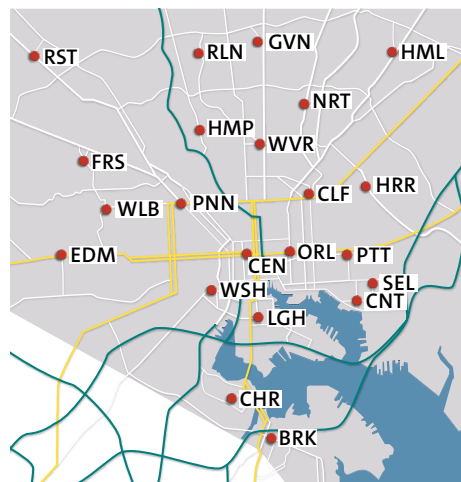 GVN
RST
RLN
HML
NRT
HMP
WVR
FRS
HRR
CLF
PNN
WLB
EDM
CEN
ORL
PTT
SEL
WSH
CNT
LGH
CHR
BRK